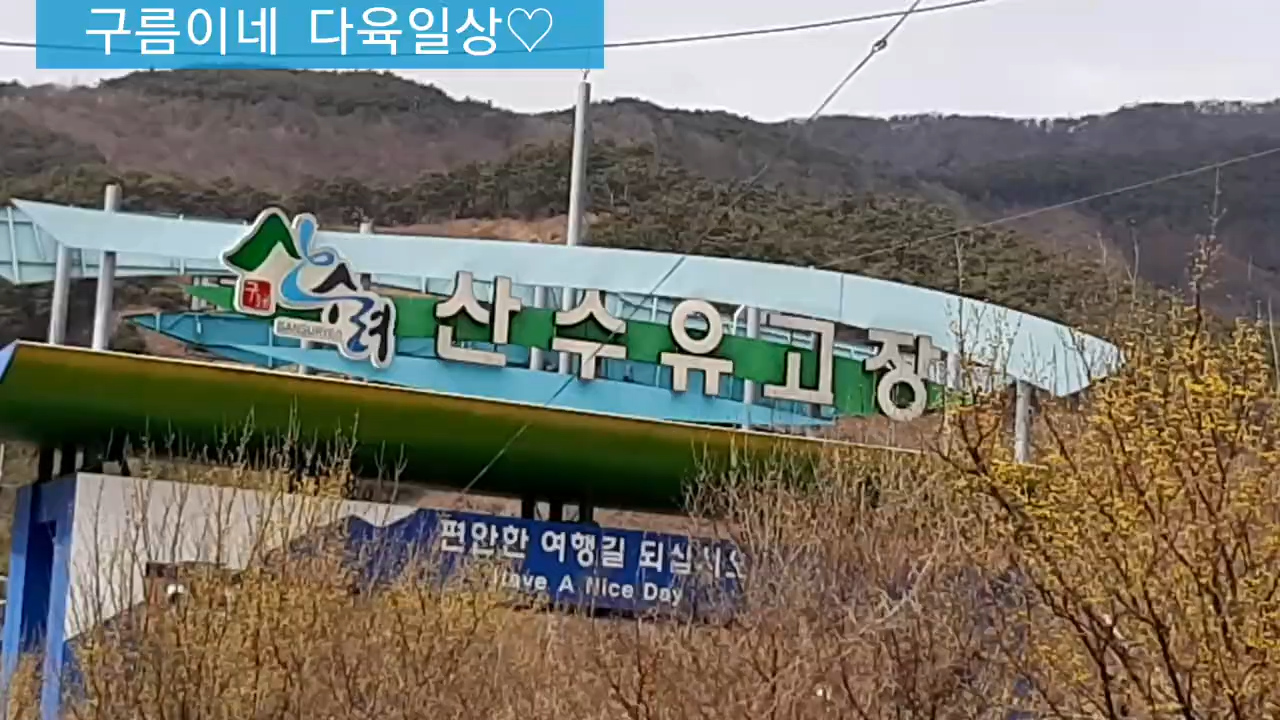 구름이네 다육일상♡
산수려
SANSURYEO
산수유고장
편안한 여행길 되십시오
Have A Nice Day